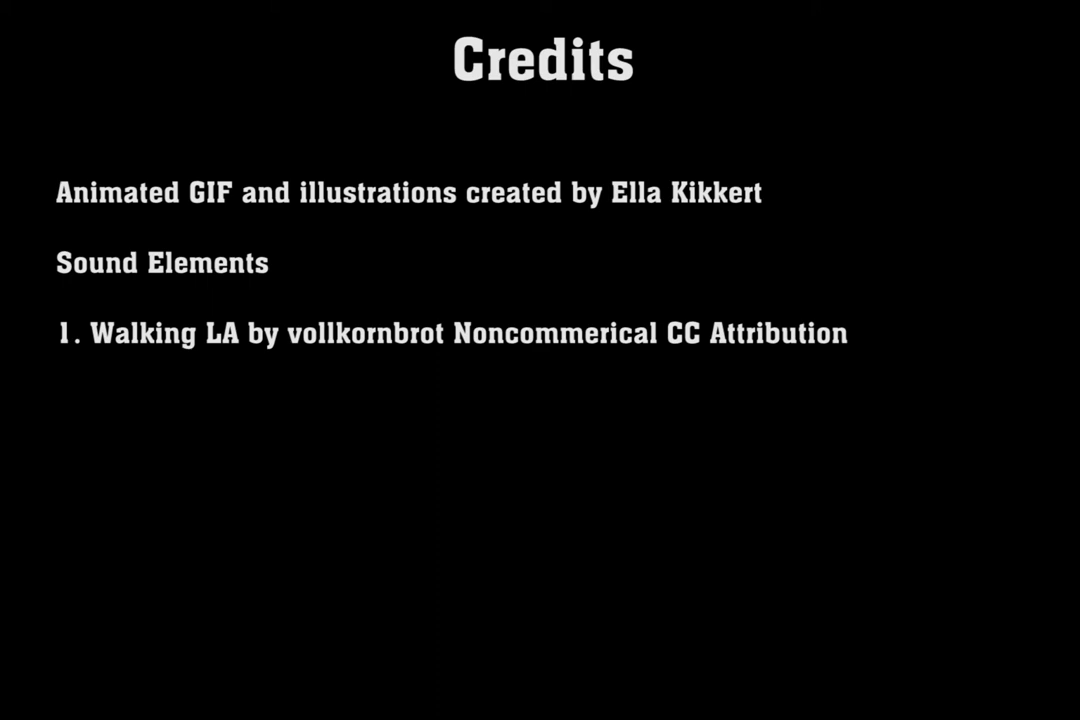 Credits
Animated GIF and illustrations created by Ella Kikkert
Sound Elements
1. Walking LA by vollkornbrot Noncommerical CC Attribution